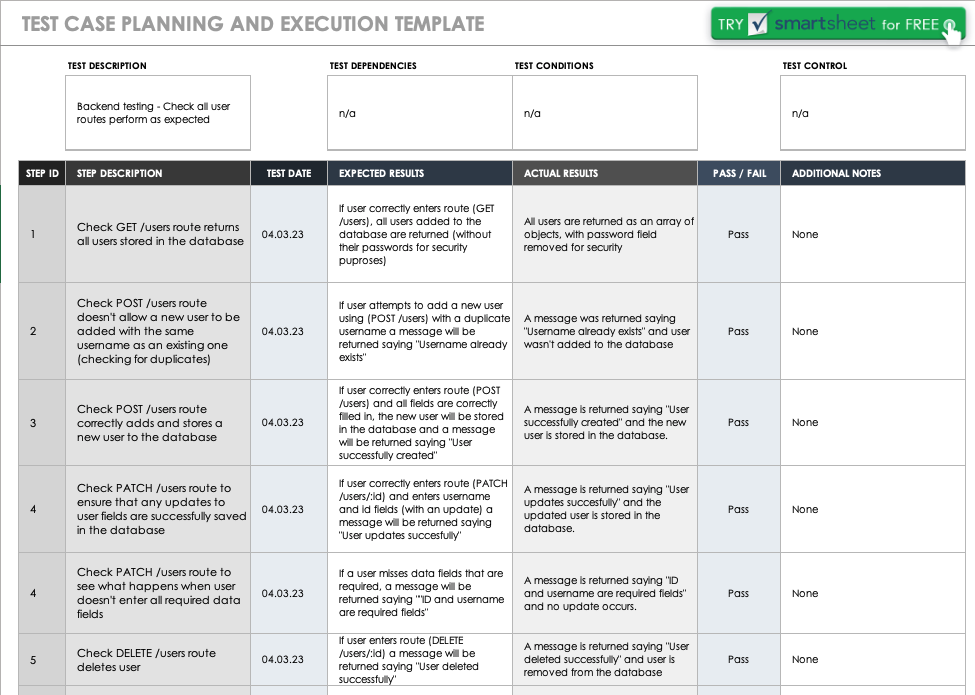 TEST CASE PLANNING AND EXECUTION TEMPLATE
TRY smartsheet for FREE
TEST DESCRIPTION
TEST DEPENDENCIES
TEST CONDITIONS
TEST CONTROL
Backend testing - Check all user
routes perform as expected
n/a
n/a
n/a
STEP ID
STEP DESCRIPTION
TEST DATE
EXPECTED RESULTS
ACTUAL RESULTS
PASS / FAIL
ADDITIONAL NOTES
1
Check GET /users route returns
all users stored in the database
04.03.23
If user correctly enters route (GET
/users), all users added to the
database are returned (without
their passwords for security
puproses)
All users are returned as an array of
objects, with password field
removed for security
Pass
None
2
Check POST /users route
doesn't allow a new user to be
added with the same
username as an existing one
(checking for duplicates)
04.03.23
If user attempts to add a new user
using (POST /users) with a duplicate
username a message will be
returned saying "Username already
exists"
A message was returned saying
"Username already exists" and user
wasn't added to the database
Pass
None
3
Check POST /users route
correctly adds and stores a
new user to the database
04.03.23
If user correctly enters route (POST
/users) and all fields are correctly
filled in, the new user will be stored
in the database and a message
will be returned saying "User
successfully created"
A message is returned saying "User
successfully created" and the new
user is stored in the database.
Pass
None
4
Check PATCH /users route to
ensure that any updates to
user fields are successfully saved
in the database
04.03.23
If user correctly enters route (PATCH
/users/:id) and enters username
and id fields (with an update) a
message will be returned saying
"User updates succesfully"
A message is returned saying "User
updates succesfully" and the
updated user is stored in the
database.
Pass
None
4
Check PATCH /users route to
see what happens when user
doesn't enter all required data
fields
04.03.23
If a user misses data fields that are
required, a message will be
returned saying ""ID and username
are required fields"
A message is returned saying "ID
and username are required fields"
and no update occurs.
Pass
None
5
Check DELETE /users route
deletes user
04.03.23
If user enters route (DELETE
/users/:id) a message will be
returned saying "User deleted
successfully"
A message is returned saying "User
deleted successfully" and user is
removed from the database
Pass
None